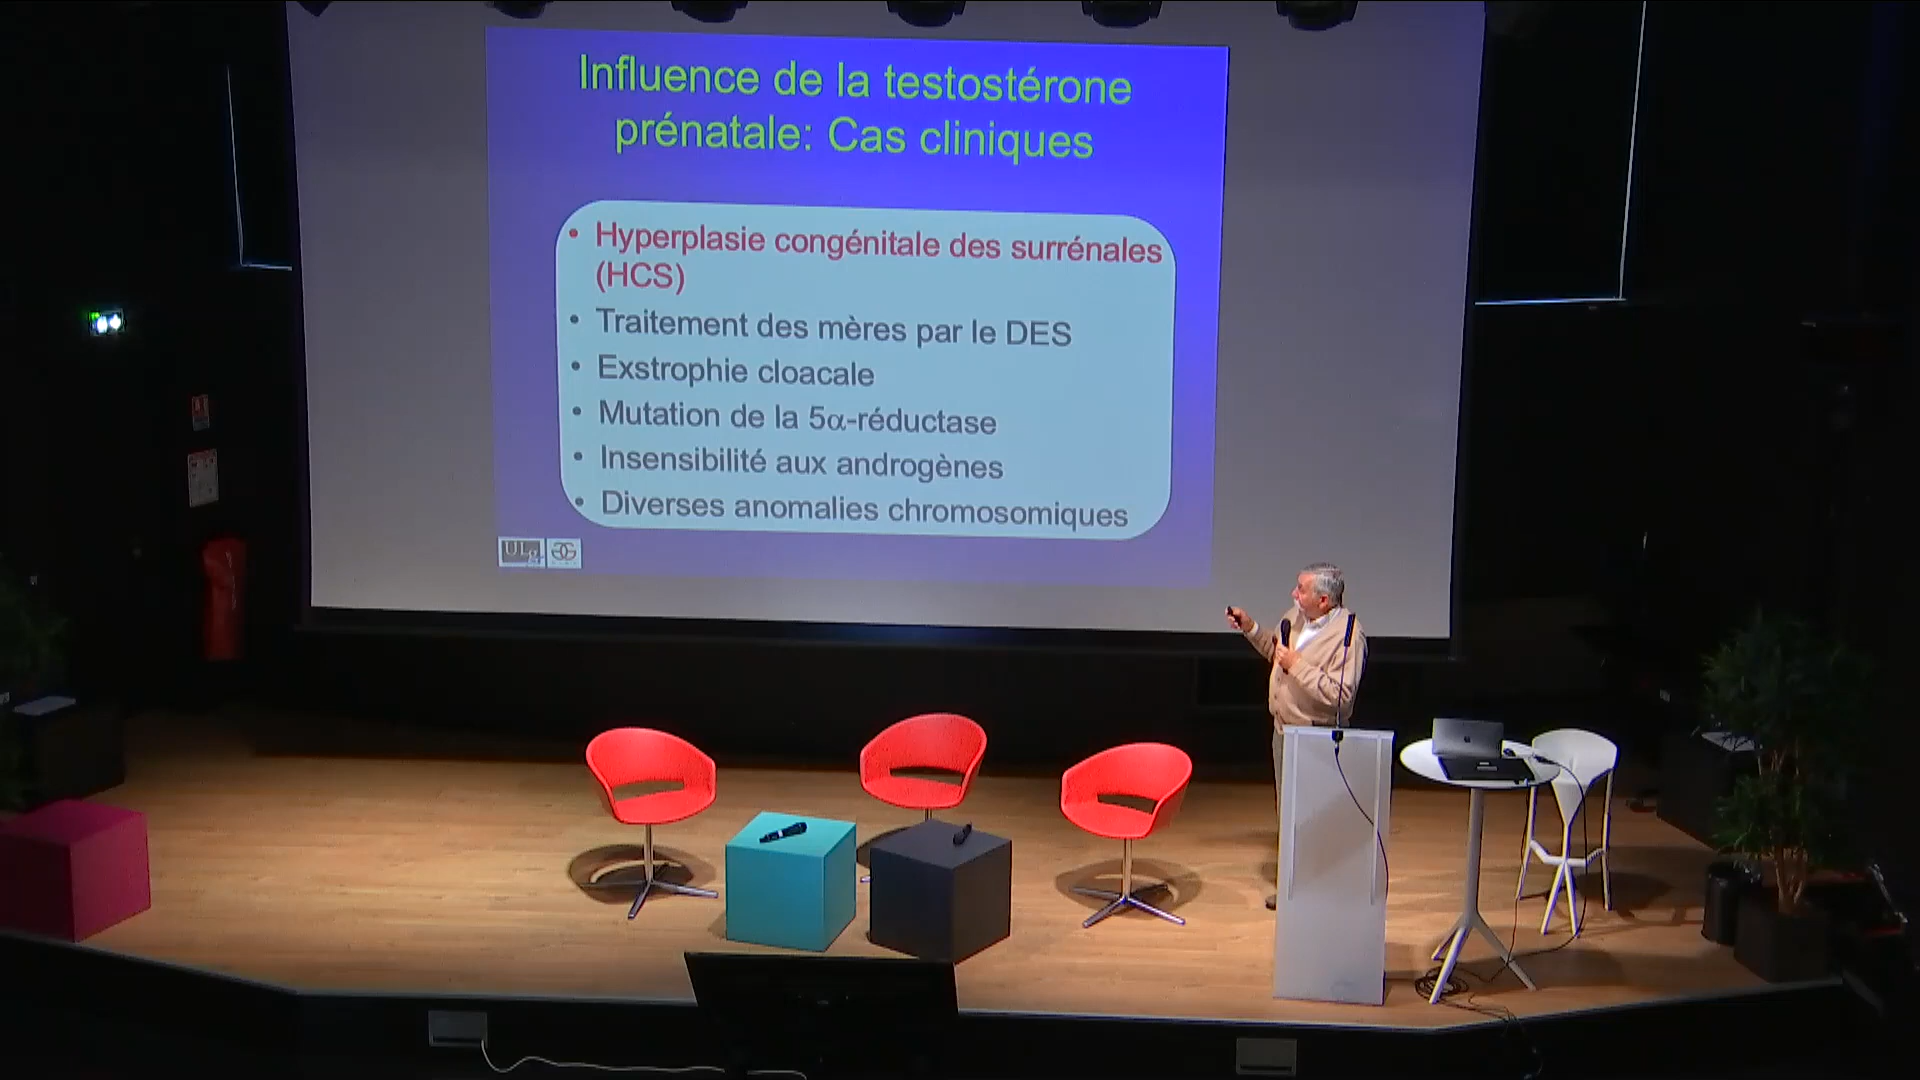 Influence de la testostérone
prénatale: Cas cliniques
• Hyperplasie congénitale des surrénales
(HCS)
• Traitement des mères par le DES
• Exstrophie cloacale
• Mutation de la 5α-réductase
• Insensibilité aux androgènes
• Diverses anomalies chromosomiques
ULg